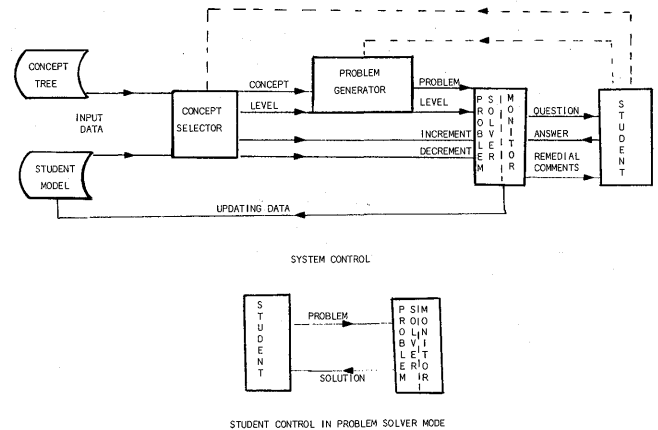 CONCEPT
TREE
INPUT
DATA
STUDENT
MODEL
CONCEPT
SELECTOR
CONCEPT
LEVEL
PROBLEM
GENERATOR
PROBLEM
LEVEL
INCREMENT
DECREMENT
PROBLEM
SOLVER
MONITOR
QUESTION
ANSWER
REMEDIAL
COMMENTS
STUDENT
UPDATING DATA
SYSTEM CONTROL
STUDENT
PROBLEM
SOLUTION
PROBLEM
SOLVER
MONITOR
STUDENT CONTROL IN PROBLEM SOLVER MODE